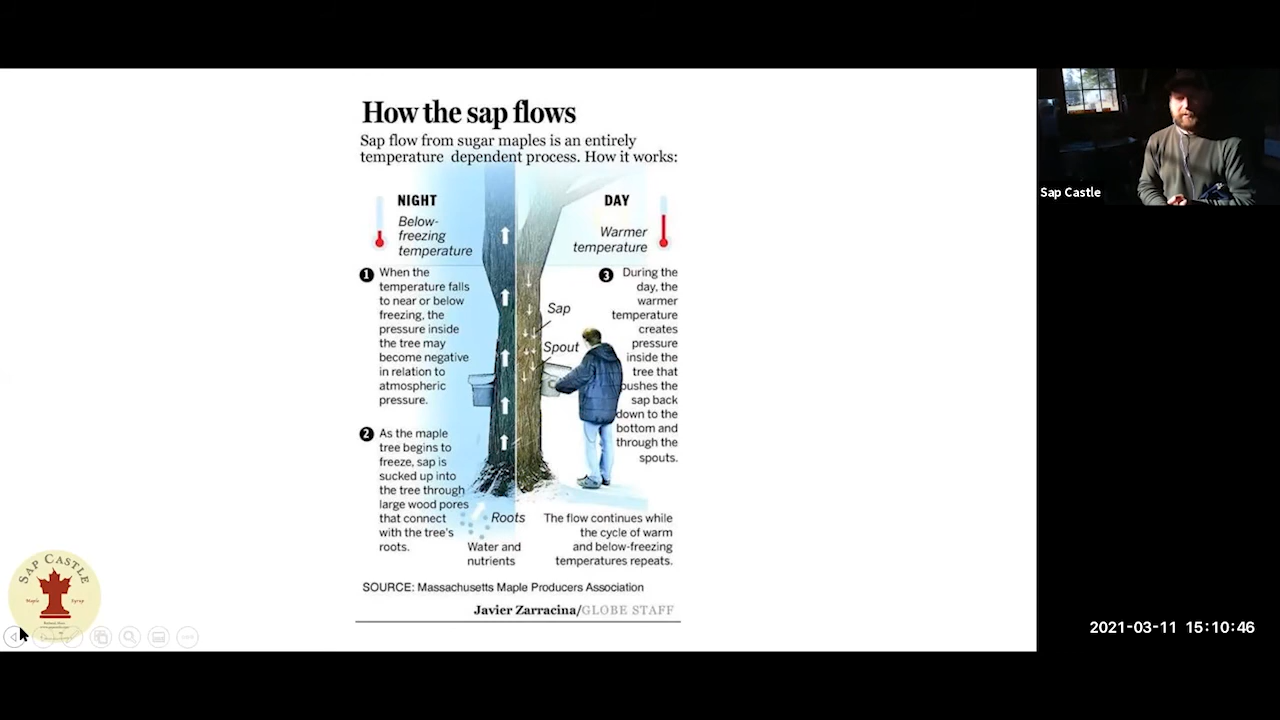 How the sap flows
Sap flow from sugar maples is an entirely
temperature dependent process. How it works:
NIGHT
Below-
freezing
temperature
DAY
Warmer
temperature
1 When the
temperature falls
to near or below
freezing, the
pressure inside
the tree may
become negative
in relation to
atmospheric
pressure.
2 As the maple
tree begins to
freeze, sap is
sucked up into
the tree through
large wood pores
that connect
with the tree's
roots.
Sap
Spout
3 During the
day, the
warmer
temperature
creates
pressure
inside the
tree that
pushes the
sap back
down to the
bottom and
through the
spouts.
Roots
Water and
nutrients
The flow continues while
the cycle of warm
and below-freezing
temperatures repeats.
SOURCE: Massachusetts Maple Producers Association
Javier Zarracina/GLOBE STAFF
SAP CASTLE
Maple Syrup
Sap Castle
2021-03-11 15:10:46